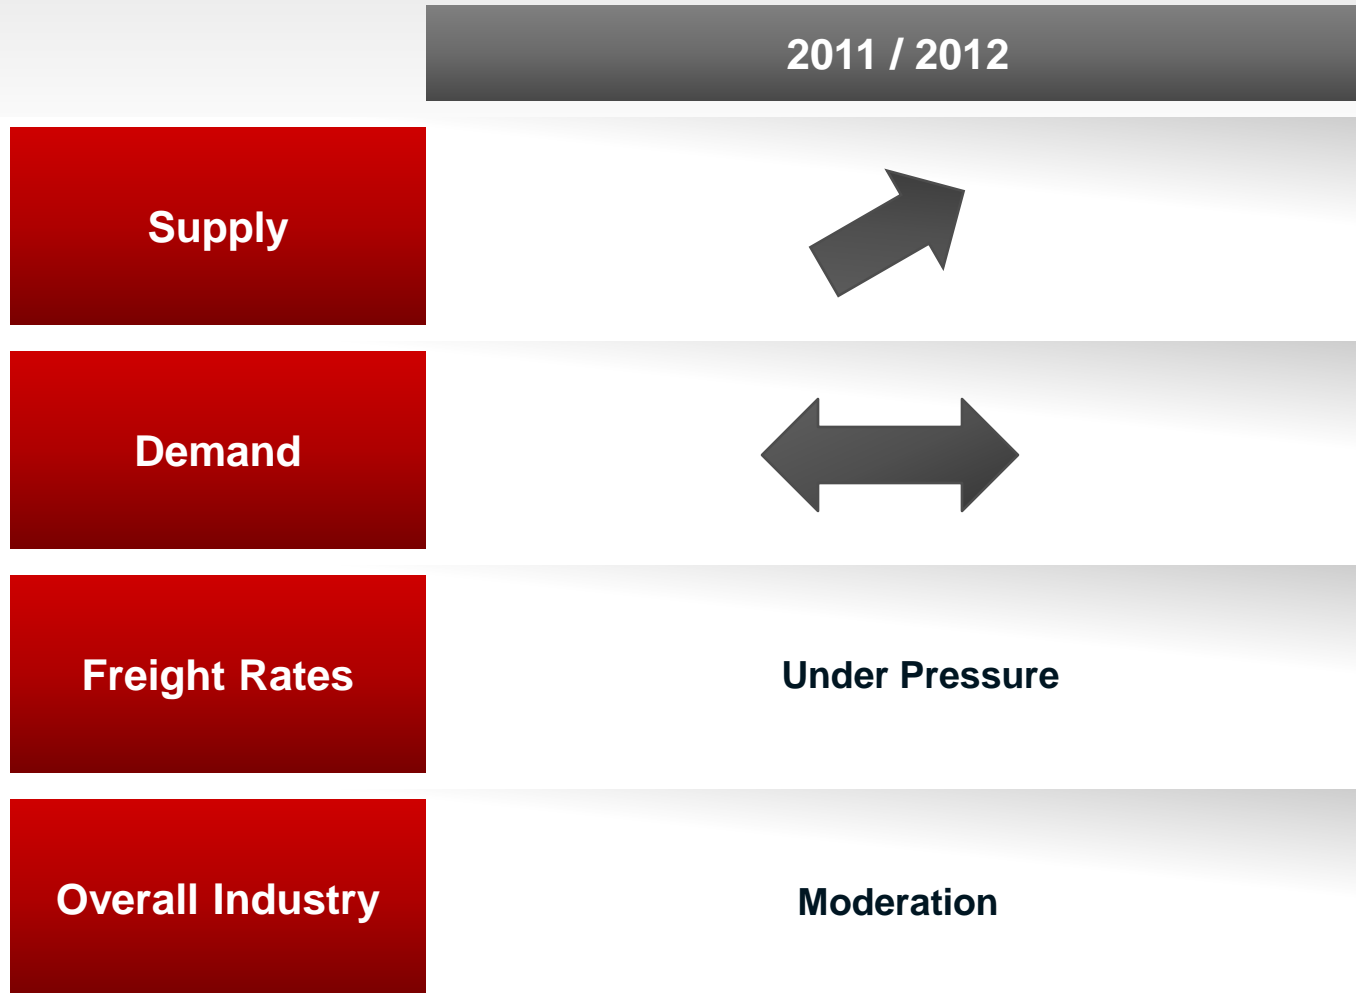 2011 / 2012
Supply
Demand
Freight Rates
Under Pressure
Overall Industry
Moderation